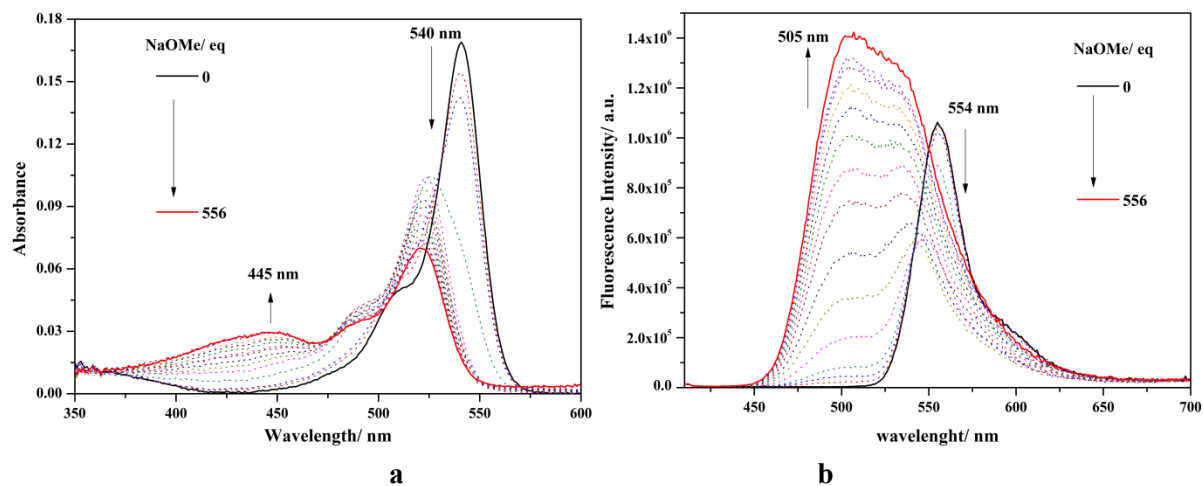 0.18
0.15
0.12
0.09
0.06
0.03
0.00
Absorbance
NaOMe/ eq
0
556
540 nm
445 nm
350 400 450 500 550 600
Wavelength/ nm
a
1.4x10⁶
1.2x10⁶
1.0x10⁶
8.0x10⁵
6.0x10⁵
4.0x10⁵
2.0x10⁵
0.0
Fluorescence Intensity/ a.u.
505 nm
554 nm
NaOMe/ eq
0
556
450 500 550 600 650 700
wavelenght/ nm
b